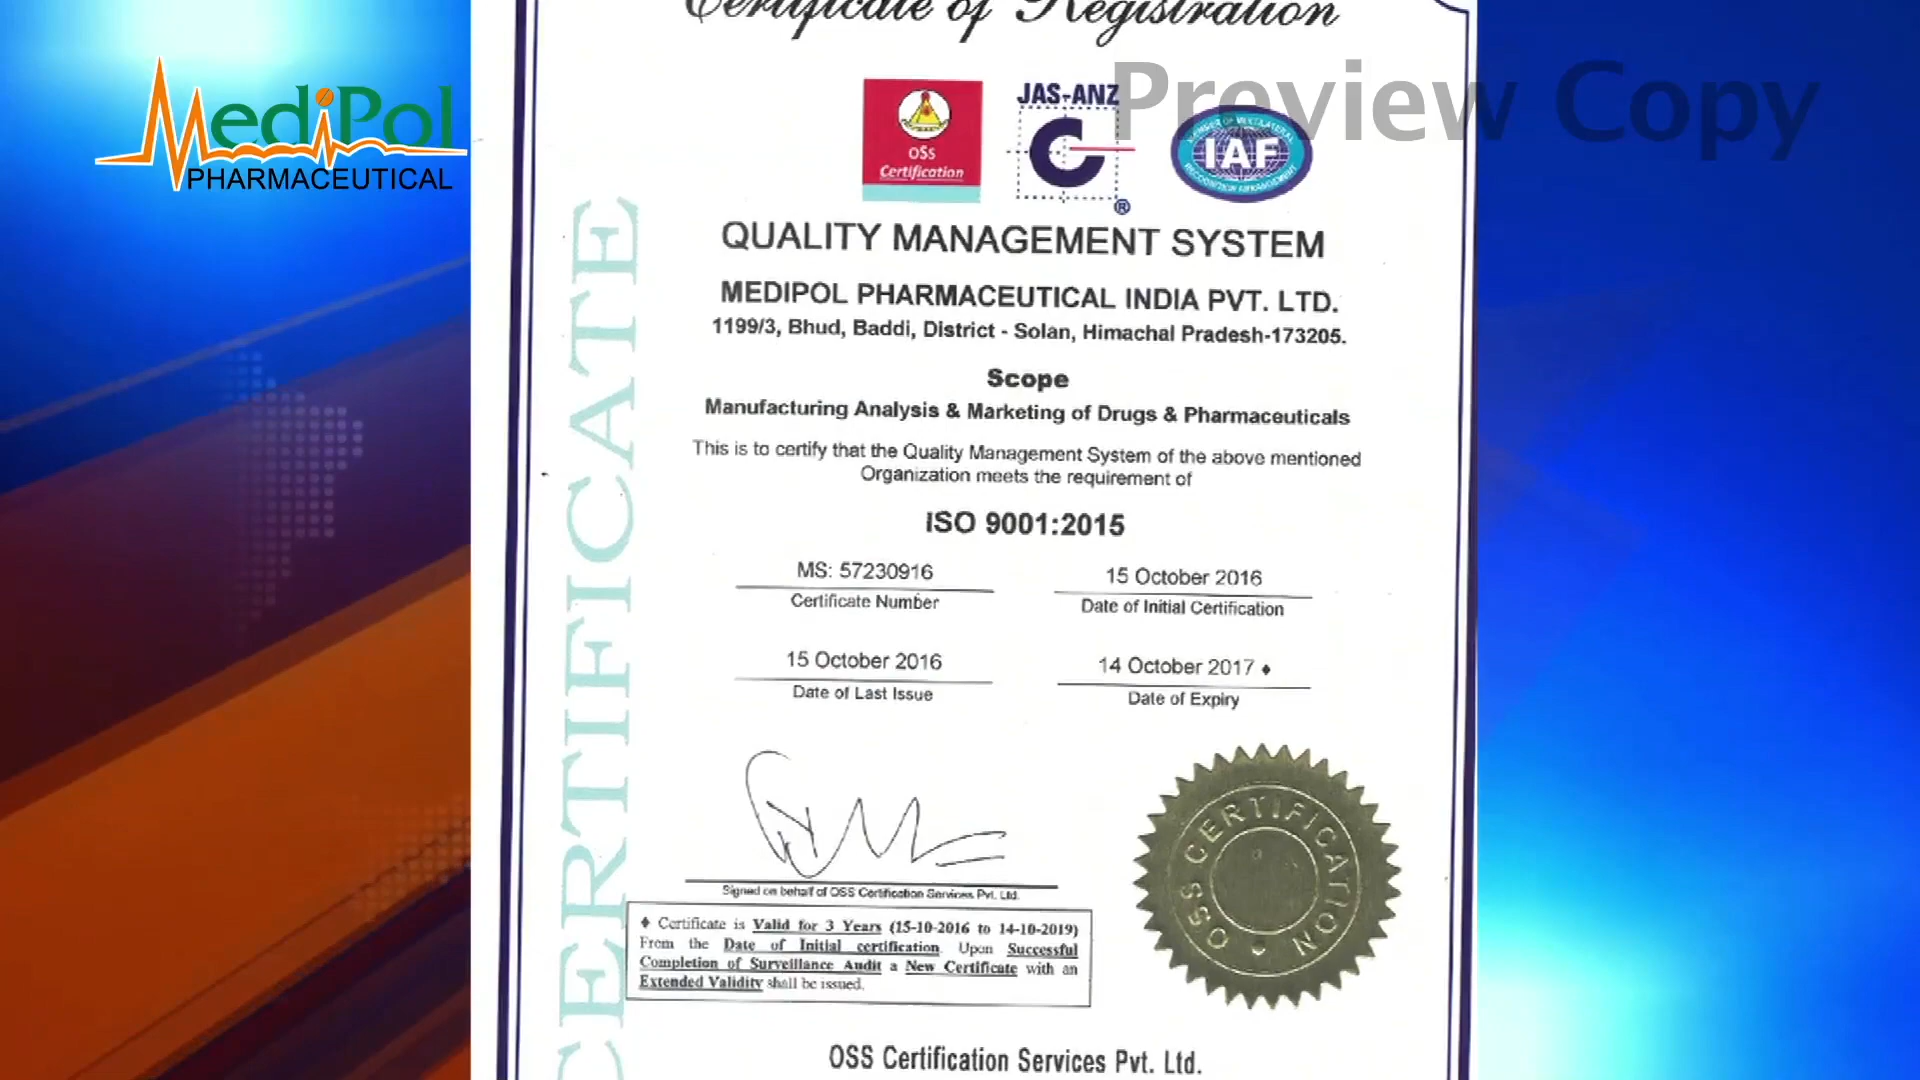 Certificate of Registration
Preview Copy
MediPol
PHARMACEUTICAL
OSS
Certification
JAS-ANZ
®
MEMBER OF MULTILATERAL
IAF
RECOGNITION ARRANGEMENT
CERTIFICATE
QUALITY MANAGEMENT SYSTEM
MEDIPOL PHARMACEUTICAL INDIA PVT. LTD.
1199/3, Bhud, Baddi, District - Solan, Himachal Pradesh-173205.
Scope
Manufacturing Analysis & Marketing of Drugs & Pharmaceuticals
This is to certify that the Quality Management System of the above mentioned
Organization meets the requirement of
ISO 9001:2015
MS: 57230916
Certificate Number
15 October 2016
Date of Initial Certification
15 October 2016
Date of Last Issue
14 October 2017 ♦
Date of Expiry
Signed on behalf of OSS Certification Services Pvt. Ltd.
♦ Certificate is Valid for 3 Years (15-10-2016 to 14-10-2019)
From the Date of Initial certification. Upon Successful
Completion of Surveillance Audit a New Certificate with an
Extended Validity shall be issued.
OSS CERTIFICATION
OSS Certification Services Pvt. Ltd.